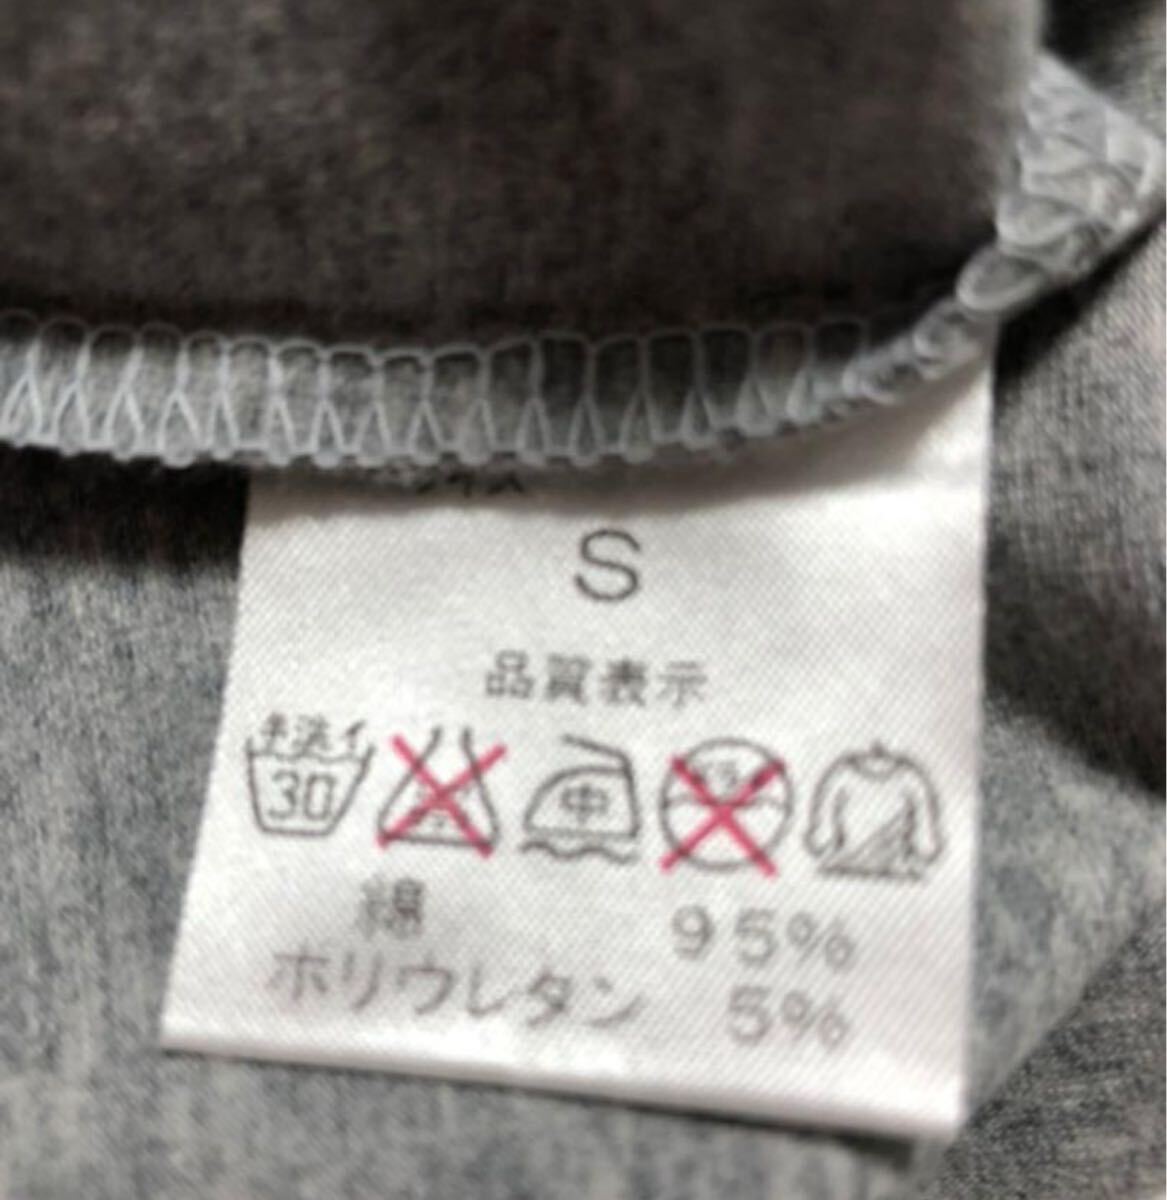 S
品質表示
手洗イ
30
中
綿 95%
ポリウレタン 5%